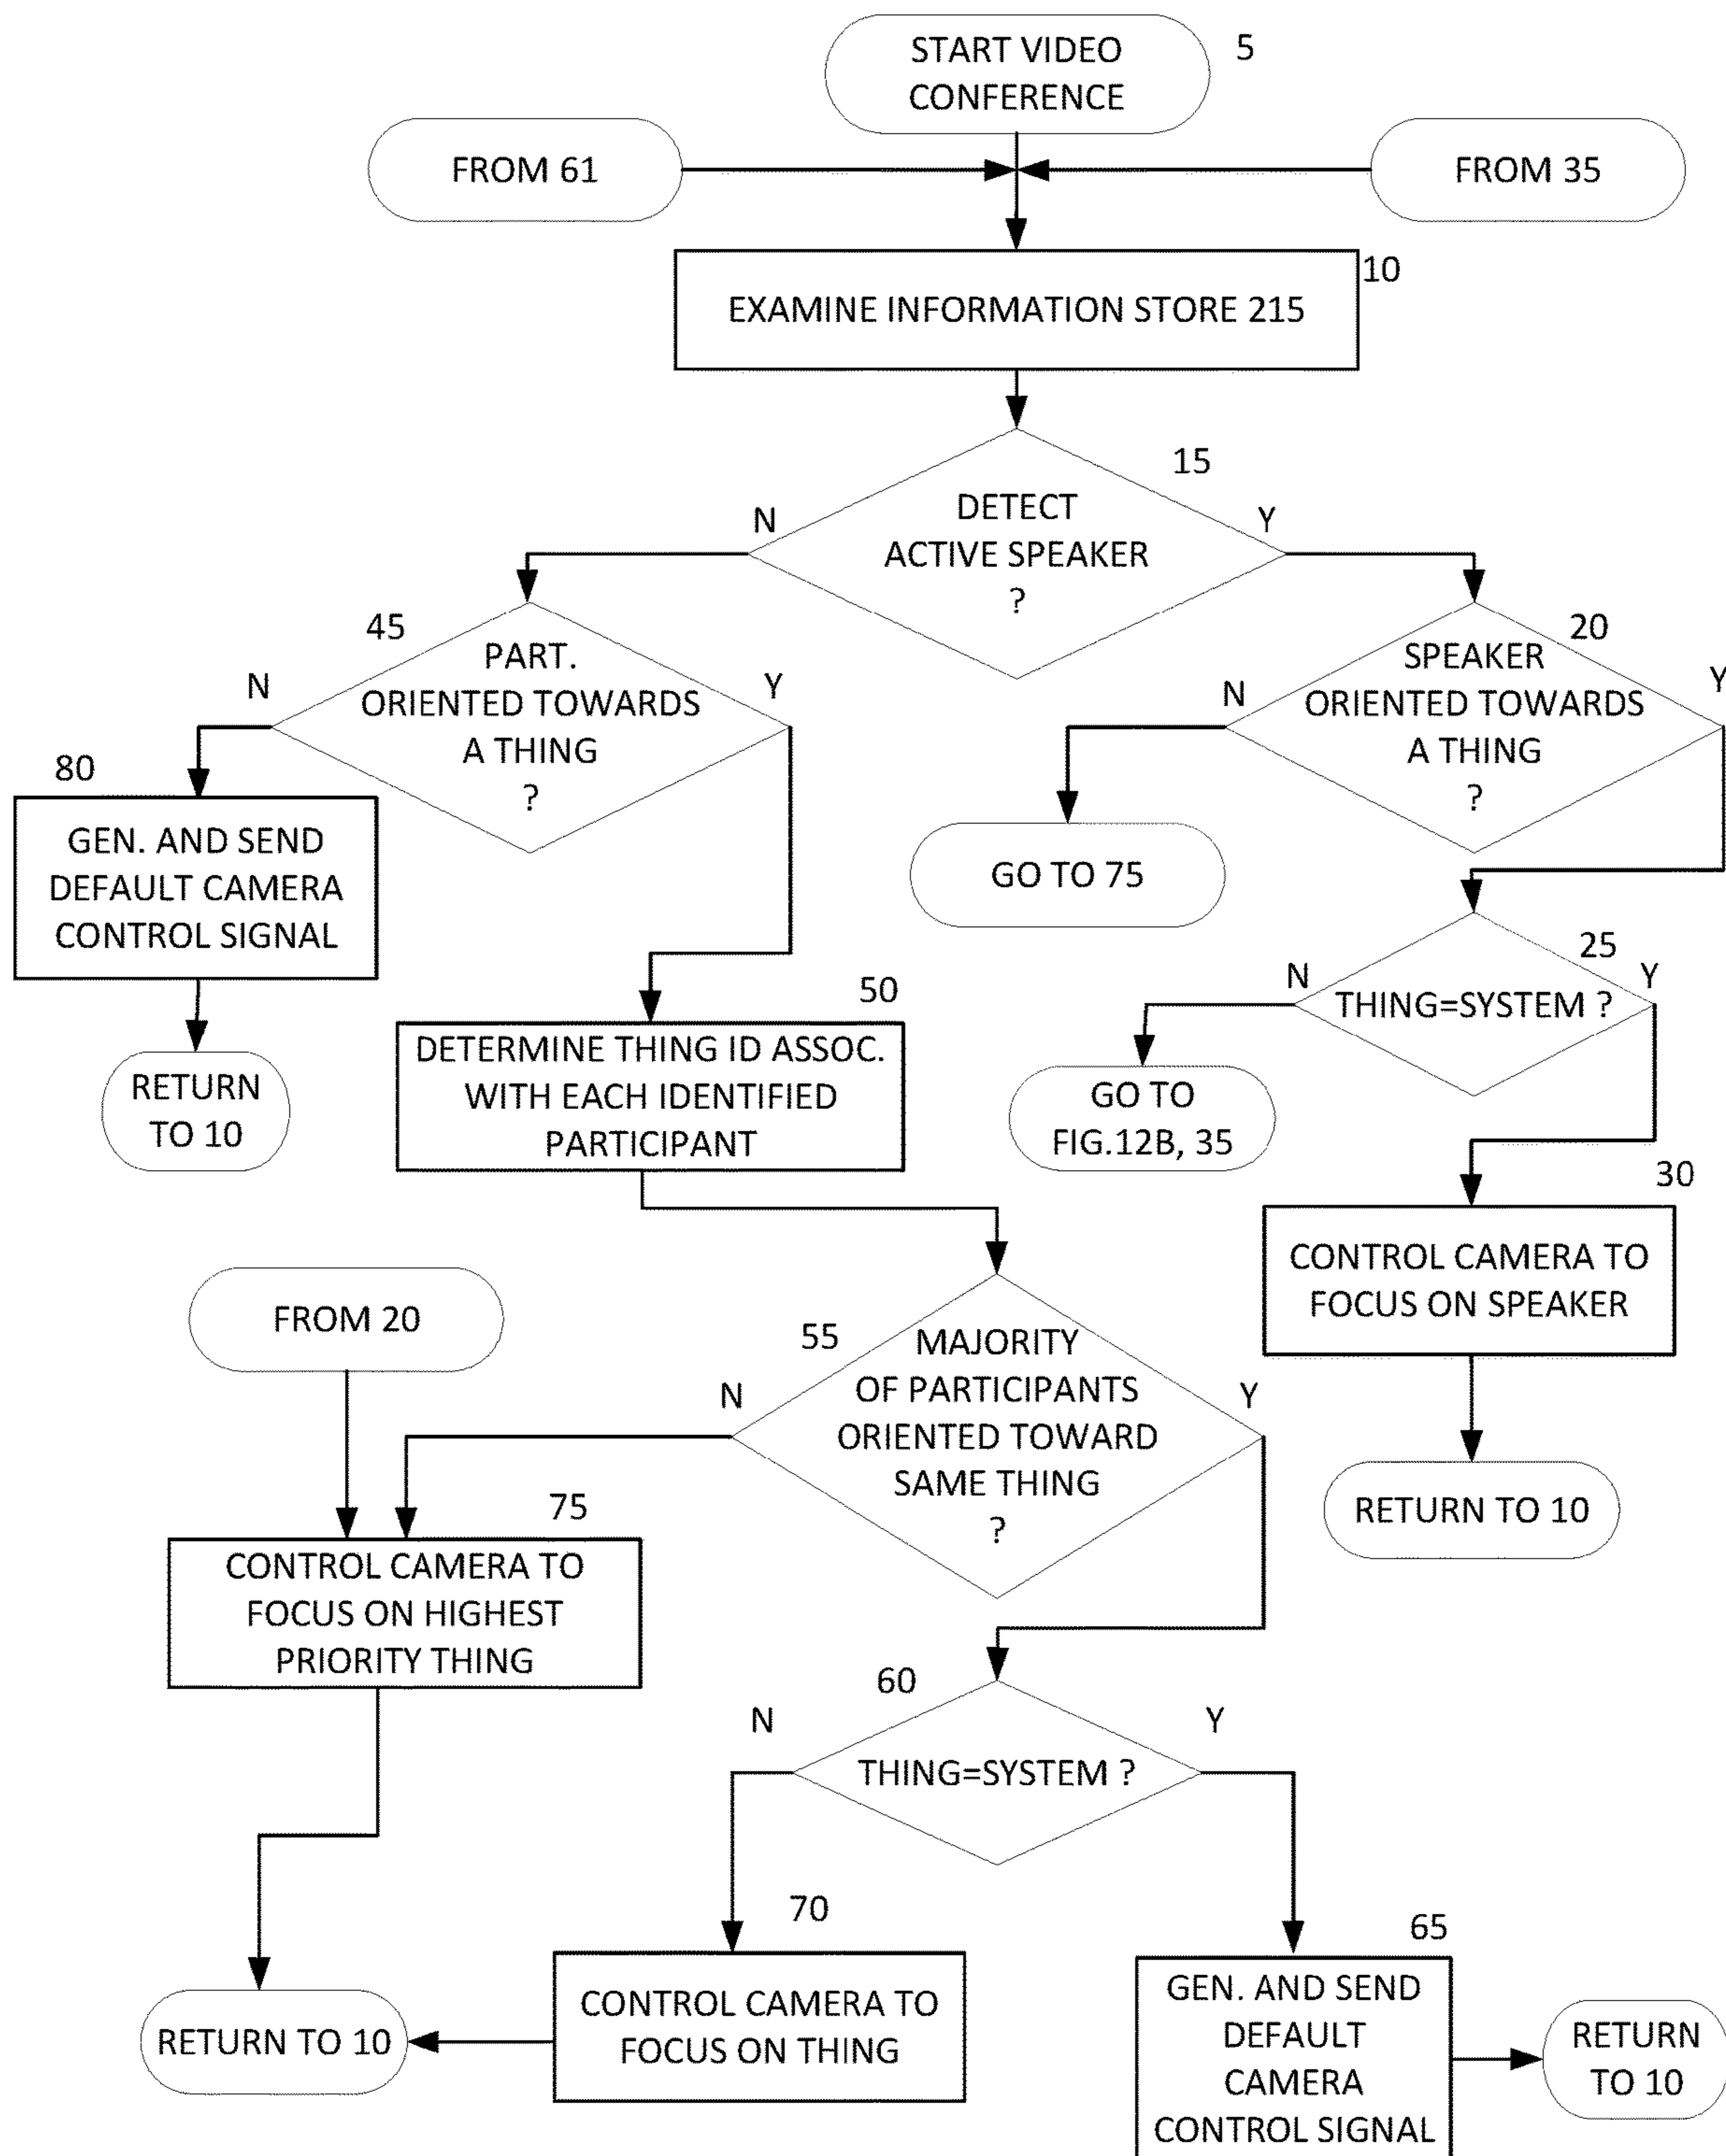 START VIDEO
CONFERENCE
5
FROM 61
FROM 35
10
EXAMINE INFORMATION STORE 215
15
DETECT
ACTIVE SPEAKER
?
N
Y
45
PART.
ORIENTED TOWARDS
A THING
?
N
Y
20
SPEAKER
ORIENTED TOWARDS
A THING
?
N
Y
80
GEN. AND SEND
DEFAULT CAMERA
CONTROL SIGNAL
GO TO 75
25
N
Y
THING=SYSTEM ?
50
DETERMINE THING ID ASSOC.
WITH EACH IDENTIFIED
PARTICIPANT
RETURN
TO 10
GO TO
FIG.12B, 35
30
CONTROL CAMERA TO
FOCUS ON SPEAKER
FROM 20
55
MAJORITY
OF PARTICIPANTS
ORIENTED TOWARD
SAME THING
?
N
Y
RETURN TO 10
75
CONTROL CAMERA TO
FOCUS ON HIGHEST
PRIORITY THING
60
N
Y
THING=SYSTEM ?
70
CONTROL CAMERA TO
FOCUS ON THING
65
GEN. AND SEND
DEFAULT
CAMERA
CONTROL SIGNAL
RETURN TO 10
RETURN
TO 10